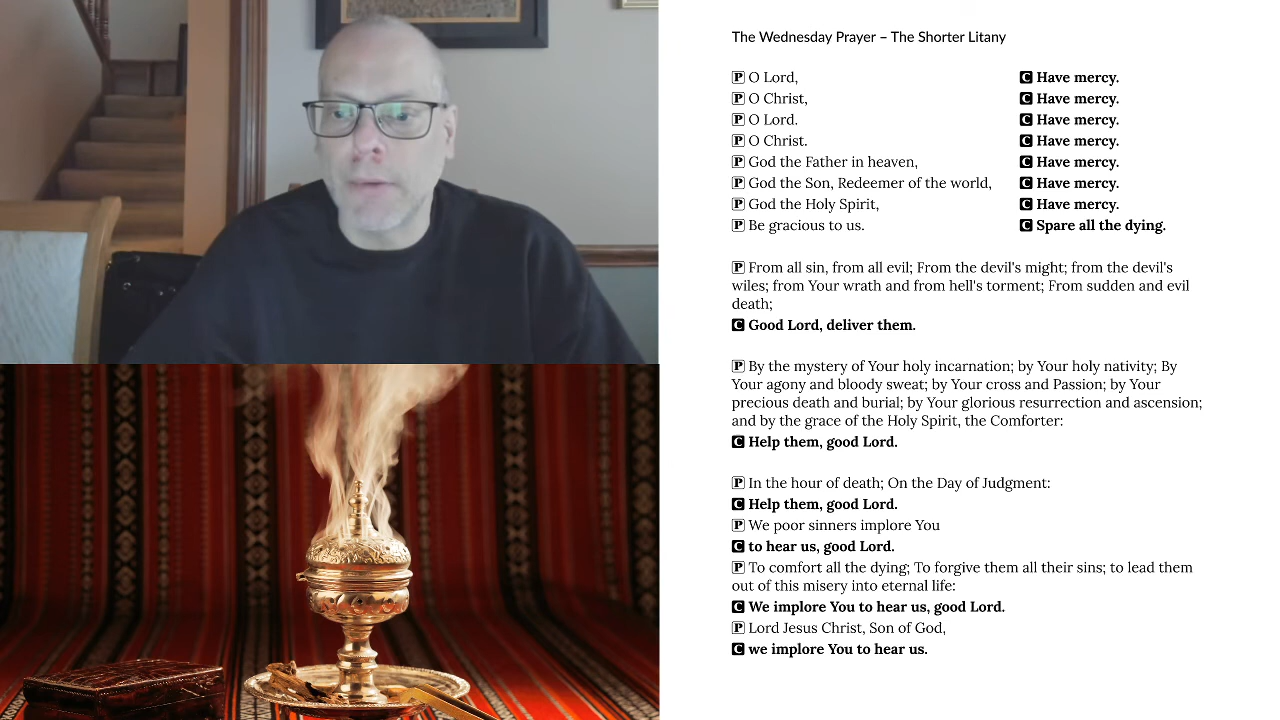 The Wednesday Prayer – The Shorter Litany
P O Lord, C Have mercy.
P O Christ, C Have mercy.
P O Lord. C Have mercy.
P O Christ. C Have mercy.
P God the Father in heaven, C Have mercy.
P God the Son, Redeemer of the world, C Have mercy.
P God the Holy Spirit, C Have mercy.
P Be gracious to us. C Spare all the dying.
P From all sin, from all evil; From the devil's might; from the devil's
wiles; from Your wrath and from hell's torment; From sudden and evil
death;
C Good Lord, deliver them.
P By the mystery of Your holy incarnation; by Your holy nativity; By
Your agony and bloody sweat; by Your cross and Passion; by Your
precious death and burial; by Your glorious resurrection and ascension;
and by the grace of the Holy Spirit, the Comforter:
C Help them, good Lord.
P In the hour of death; On the Day of Judgment:
C Help them, good Lord.
P We poor sinners implore You
C to hear us, good Lord.
P To comfort all the dying; To forgive them all their sins; to lead them
out of this misery into eternal life:
C We implore You to hear us, good Lord.
P Lord Jesus Christ, Son of God,
C we implore You to hear us.